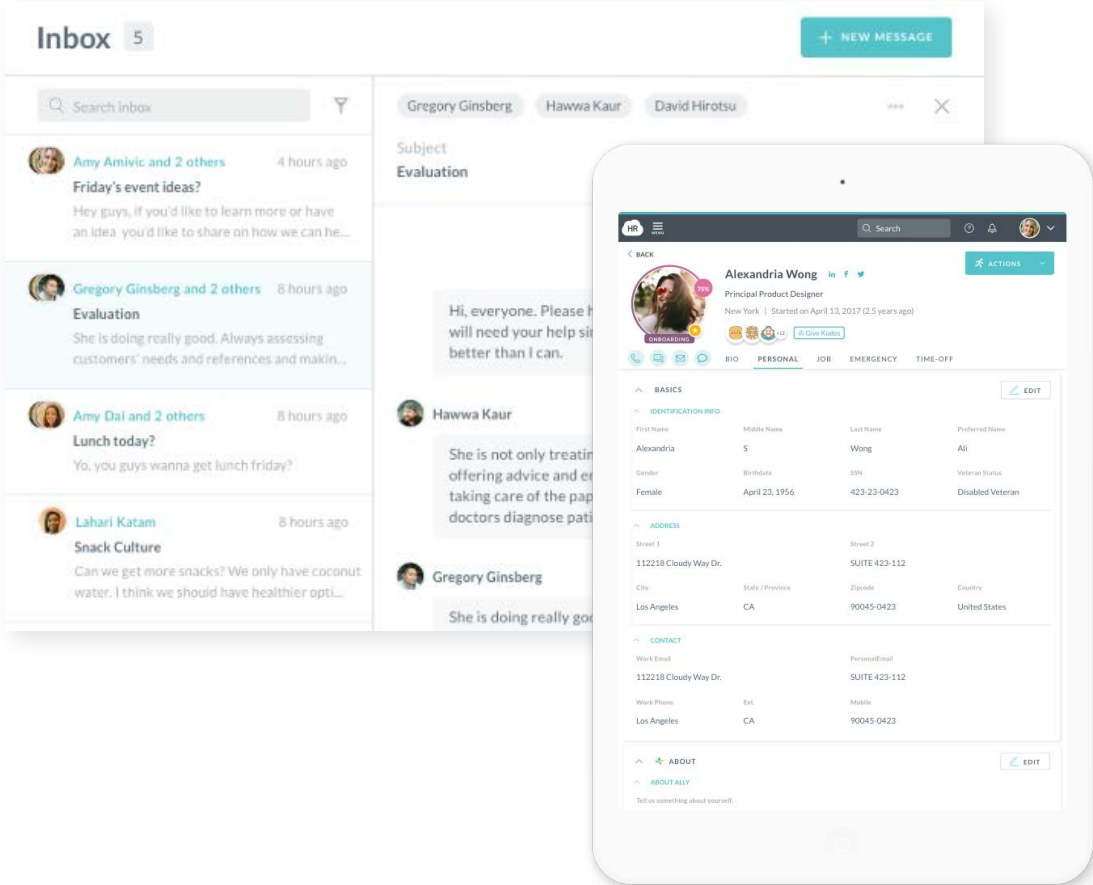 Inbox 5
+ NEW MESSAGE
Search inbox
Amy Amivic and 2 others 4 hours ago
Friday's event ideas?
Hey guys, if you'd like to learn more or have
an idea you'd like to share on how we can he...
Gregory Ginsberg and 2 others 8 hours ago
Evaluation
She is doing really good. Always assessing
customers' needs and references and makin...
Amy Dai and 2 others 8 hours ago
Lunch today?
Yo, you guys wanna get lunch friday?
Lahari Katam 8 hours ago
Snack Culture
Can we get more snacks? We only have coconut
water. I think we should have healthier opti...
Gregory Ginsberg Hawwa Kaur David Hirotsu
Subject
Evaluation
Hi, everyone. Please
will need your help
better than I can.
Hawwa Kaur
She is not only
offering advice and
taking care of the
doctors diagnose
Gregory Ginsberg
She is doing really
HR MENU Search
BACK
ACTIONS
75%
ONBOARDING
Alexandria Wong in f
Principal Product Designer
New York | Started on April 13, 2017 (2,5 years ago)
+12 Give Kudos
BIO PERSONAL JOB EMERGENCY TIME-OFF
BASICS EDIT
IDENTIFICATION INFO
First Name Middle Name Last Name Preferred Name
Alexandria S Wong Ali
Gender Birthdate SSN Veteran Status
Female April 23, 1956 423-23-0423 Disabled Veteran
ADDRESS
Street 1 Street 2
112218 Cloudy Way Dr. SUITE 423-112
City State / Province Zipcode Country
Los Angeles CA 90045-0423 United States
CONTACT
Work Email PersonalEmail
112218 Cloudy Way Dr. SUITE 423-112
Work Phone Ext. Mobile
Los Angeles CA 90045-0423
ABOUT EDIT
ABOUT ALLY
Tell us something about yourself.